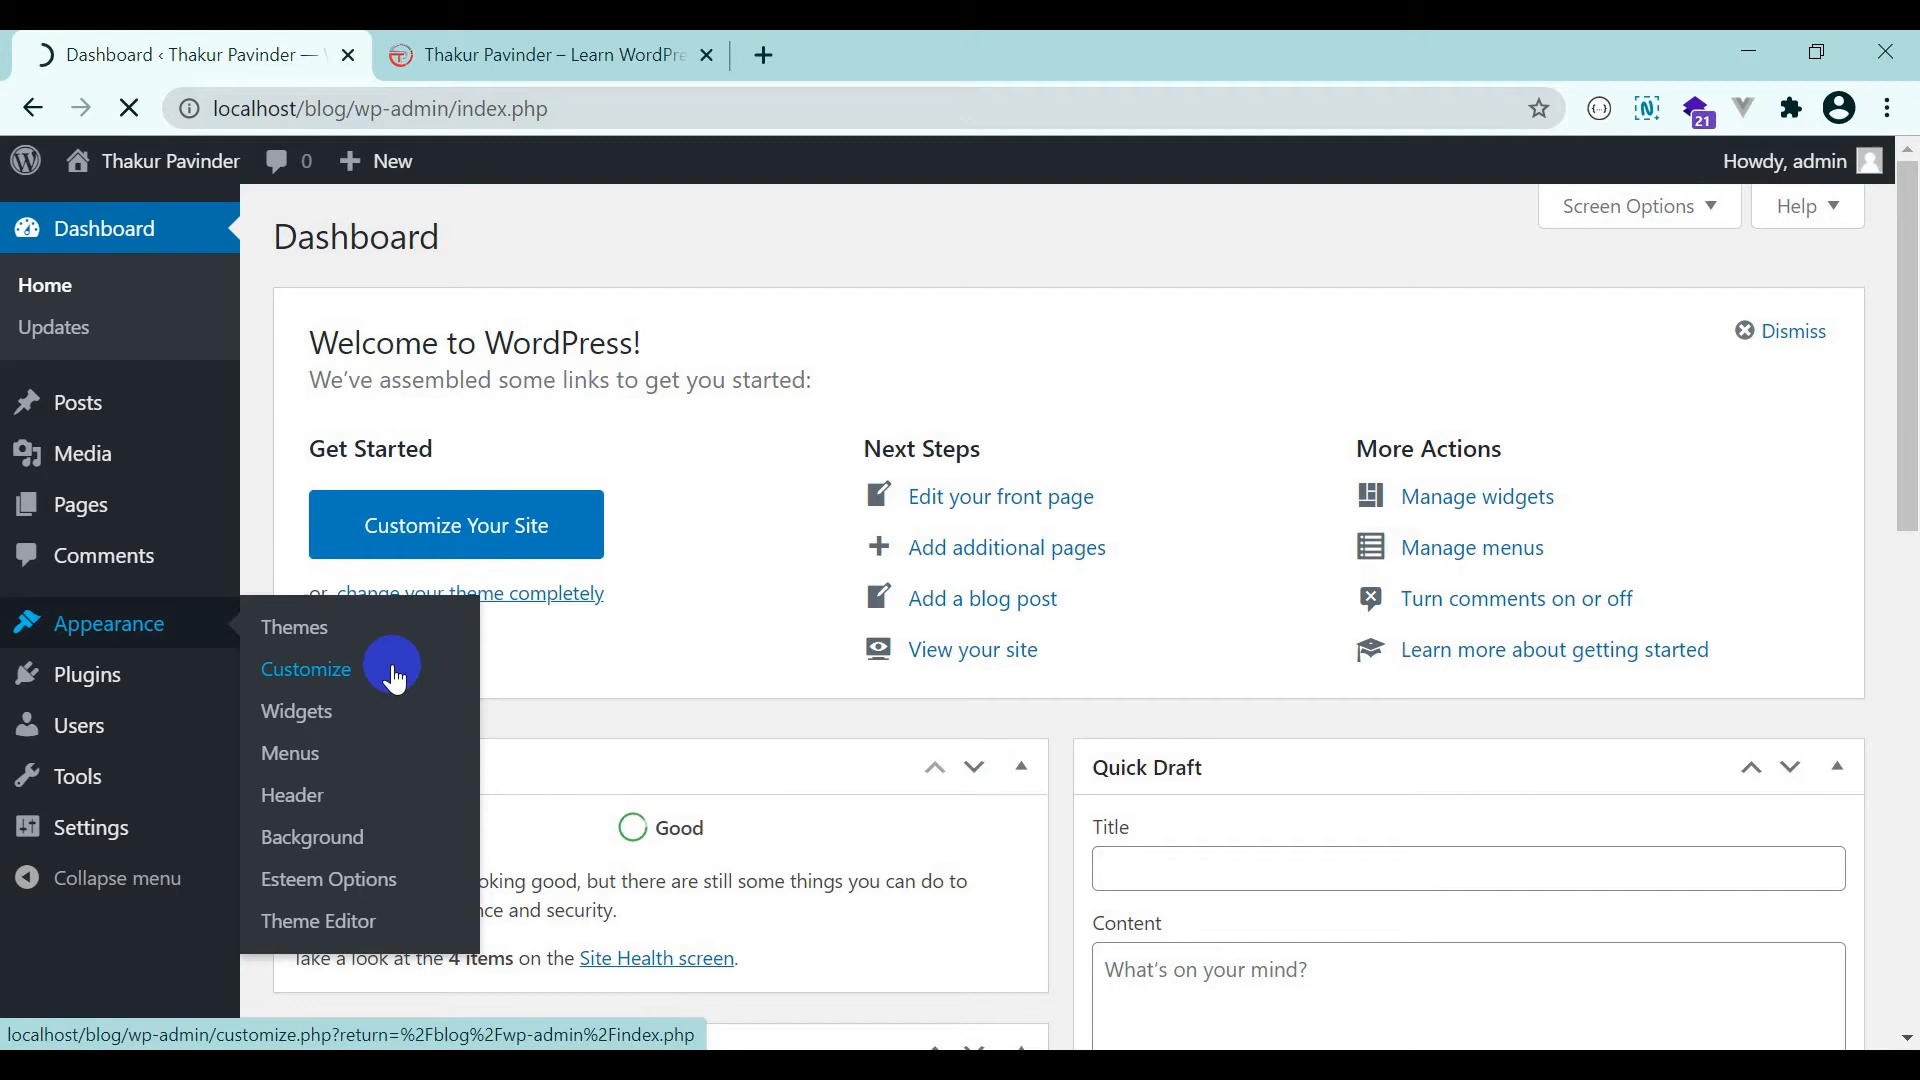 Dashboard ‹ Thakur Pavinder —
Thakur Pavinder – Learn WordPre
localhost/blog/wp-admin/index.php
21
Thakur Pavinder
0
New
Howdy, admin
Dashboard
Home
Updates
Posts
Media
Pages
Comments
Appearance
Plugins
Users
Tools
Settings
Collapse menu
Themes
Customize
Widgets
Menus
Header
Background
Esteem Options
Theme Editor
Screen Options
Help
Dashboard
Welcome to WordPress!
We've assembled some links to get you started:
Dismiss
Get Started
Customize Your Site
or, change your theme completely
Next Steps
Edit your front page
Add additional pages
Add a blog post
View your site
More Actions
Manage widgets
Manage menus
Turn comments on or off
Learn more about getting started
Good
oking good, but there are still some things you can do to
nce and security.
Take a look at the 4 items on the Site Health screen.
Quick Draft
Title
Content
What's on your mind?
localhost/blog/wp-admin/customize.php?return=%2Fblog%2Fwp-admin%2Findex.php